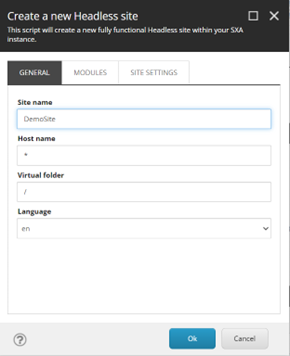 Create a new Headless site
This script will create a new fully functional Headless site within your SXA
instance.
GENERAL
MODULES
SITE SETTINGS
Site name
DemoSite
Host name
*
Virtual folder
/
Language
en
?
Ok
Cancel